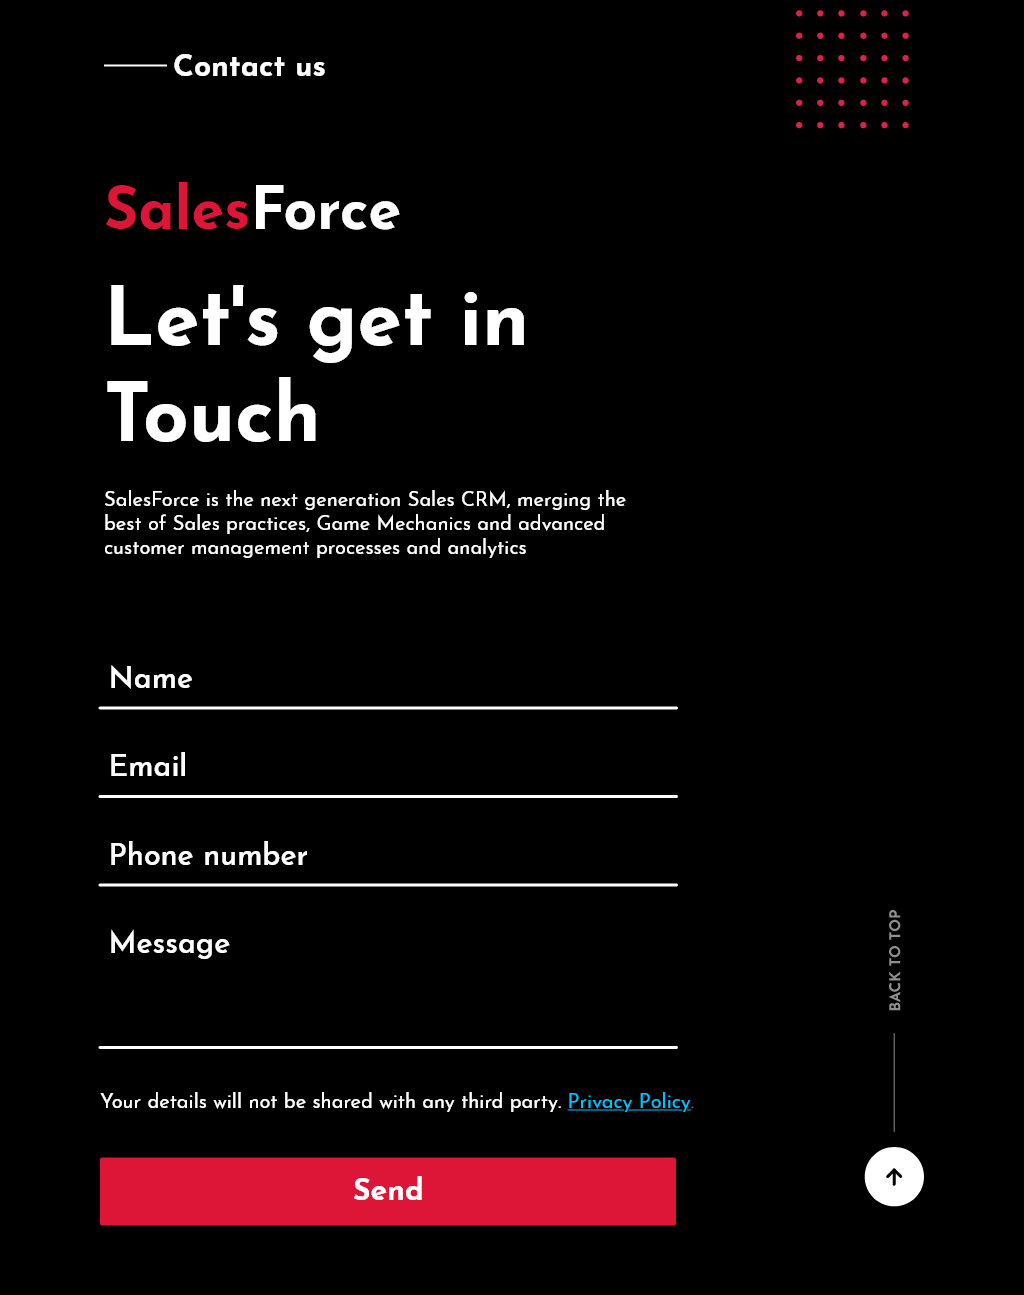 Contact us
SalesForce
Let's get in
Touch
SalesForce is the next generation Sales CRM, merging the
best of Sales practices, Game Mechanics and advanced
customer management processes and analytics
Name
Email
Phone number
Message
Your details will not be shared with any third party. Privacy Policy.
Send
BACK TO TOP